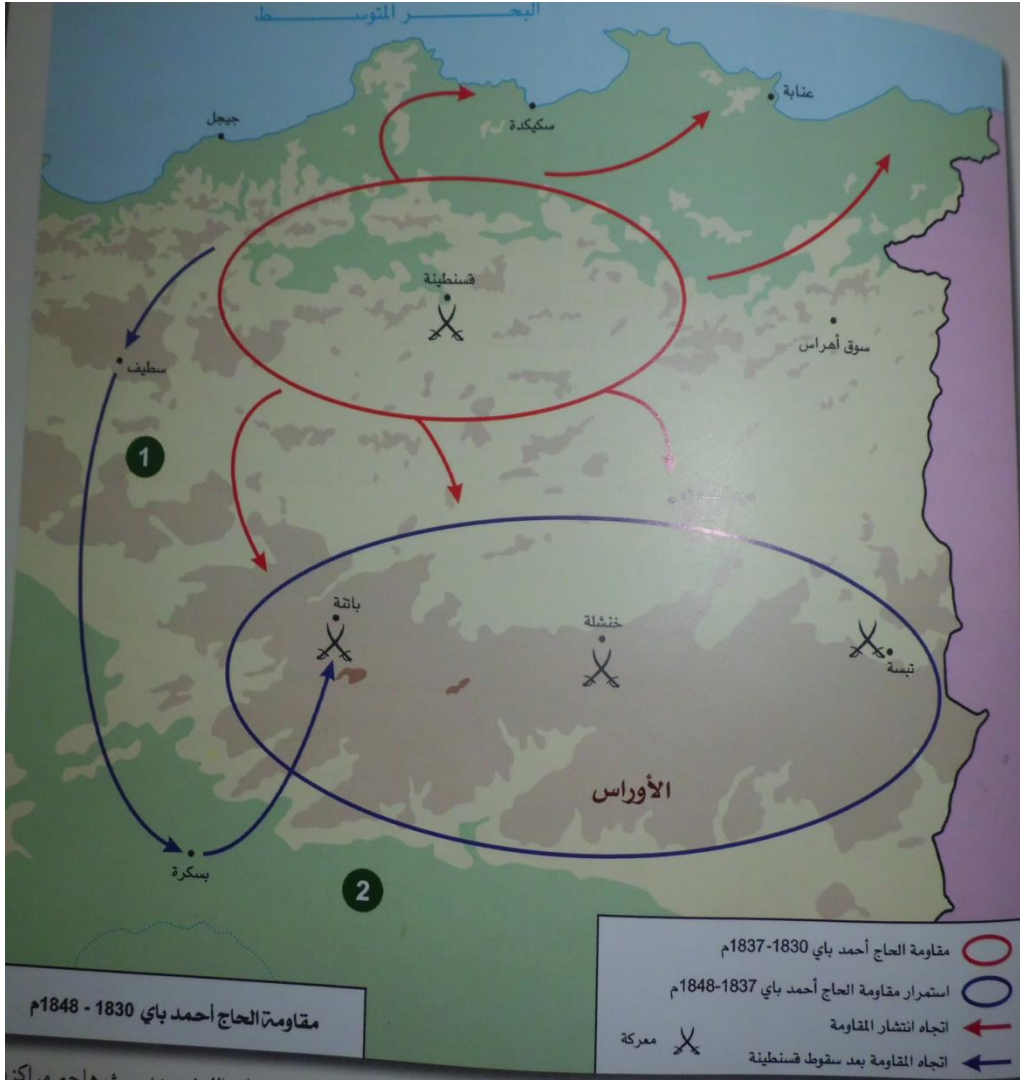 البحر المتوسط
عنابة
سكيكدة
جيجل
قسنطينة
سوق أهراس
سطيف
1
باتنة
خنشلة
تبسة
الأوراس
بسكرة
2
مقاومة الحاج أحمد باي 1830-1837م
استمرار مقاومة الحاج أحمد باي 1837-1848م
اتجاه انتشار المقاومة
معركة
اتجاه المقاومة بعد سقوط قسنطينة
مقاومة الحاج أحمد باي 1830 - 1848م